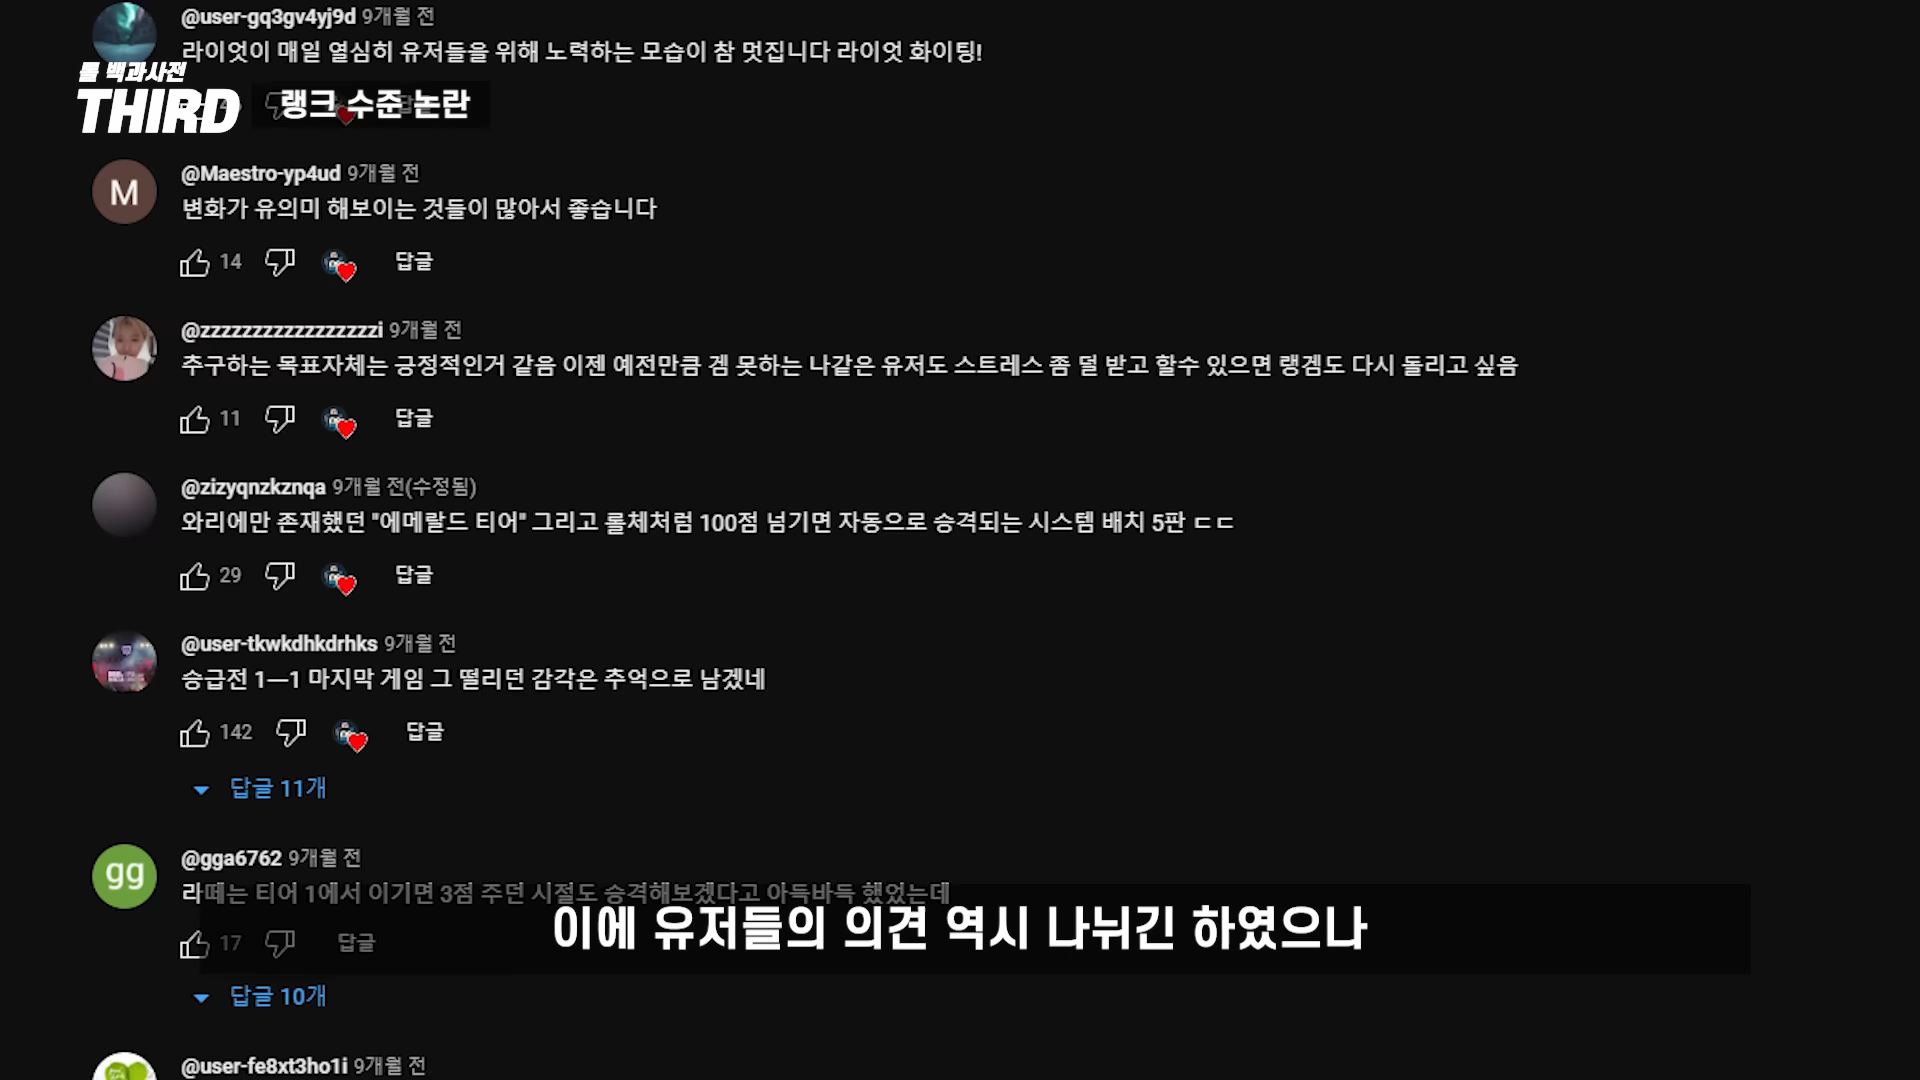 @user-gq3gv4yj9d 9개월 전
라이엇이 매일 열심히 유저들을 위해 노력하는 모습이 참 멋집니다 라이엇 화이팅!
롤 백과사전
THIRD
랭크 수준 논란
@Maestro-yp4ud 9개월 전
M
변화가 유의미 해보이는 것들이 많아서 좋습니다
14 답글
@zzzzzzzzzzzzzzzzzi 9개월 전
추구하는 목표자체는 긍정적인거 같음 이젠 예전만큼 겜 못하는 나같은 유저도 스트레스 좀 덜 받고 할수 있으면 랭겜도 다시 돌리고 싶음
11 답글
@zizyqnzkznqa 9개월 전(수정됨)
와리에만 존재했던 "에메랄드 티어" 그리고 롤체처럼 100점 넘기면 자동으로 승격되는 시스템 배치 5판 ㄷㄷ
29 답글
@user-tkwkdhkdrhks 9개월 전
승급전 1—1 마지막 게임 그 떨리던 감각은 추억으로 남겠네
142 답글
답글 11개
@gga6762 9개월 전
gg
라떼는 티어 1에서 이기면 3점 주던 시절도 승격해보겠다고 아득바득 했었는데
이에 유저들의 의견 역시 나뉘긴 하였으나
17 답글
답글 10개
@user-fe8xt3ho1i 9개월 전